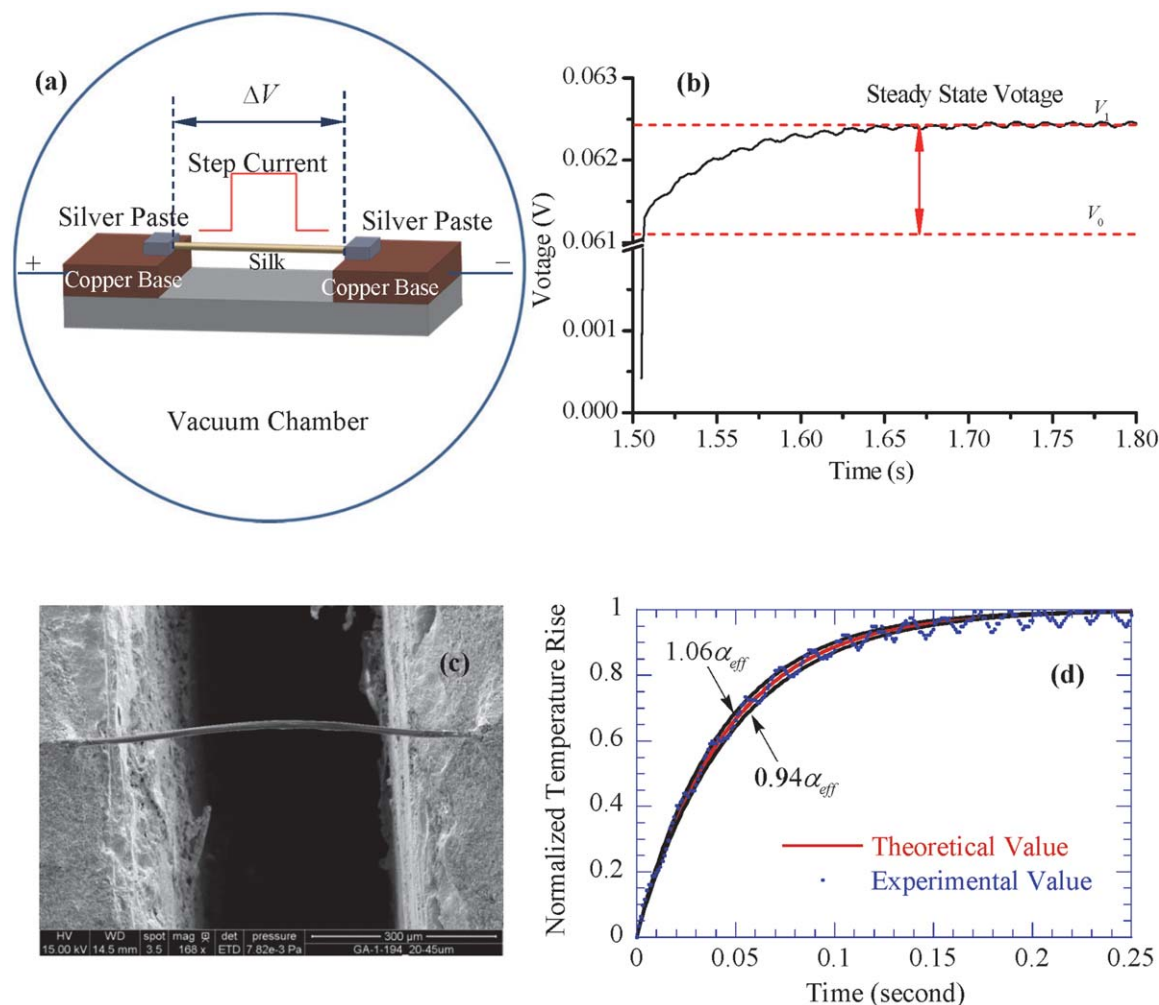 (a)
ΔV
Step Current
Silver Paste
Silver Paste
+
Silk
−
Copper Base
Copper Base
Vacuum Chamber
(b)
Steady State Votage
V₁
V₀
Votage (V)
0.063
0.062
0.061
0.001
0.000
1.50 1.55 1.60 1.65 1.70 1.75 1.80
Time (s)
(c)
HV WD spot mag det pressure 300 µm
15.00 kV 14.5 mm 3.5 168 x ETD 7.82e-3 Pa GA-1-194_20-45um
(d)
1.06α_eff
0.94α_eff
Theoretical Value
Experimental Value
Normalized Temperature Rise
1
0.8
0.6
0.4
0.2
0
0 0.05 0.1 0.15 0.2 0.25
Time (second)